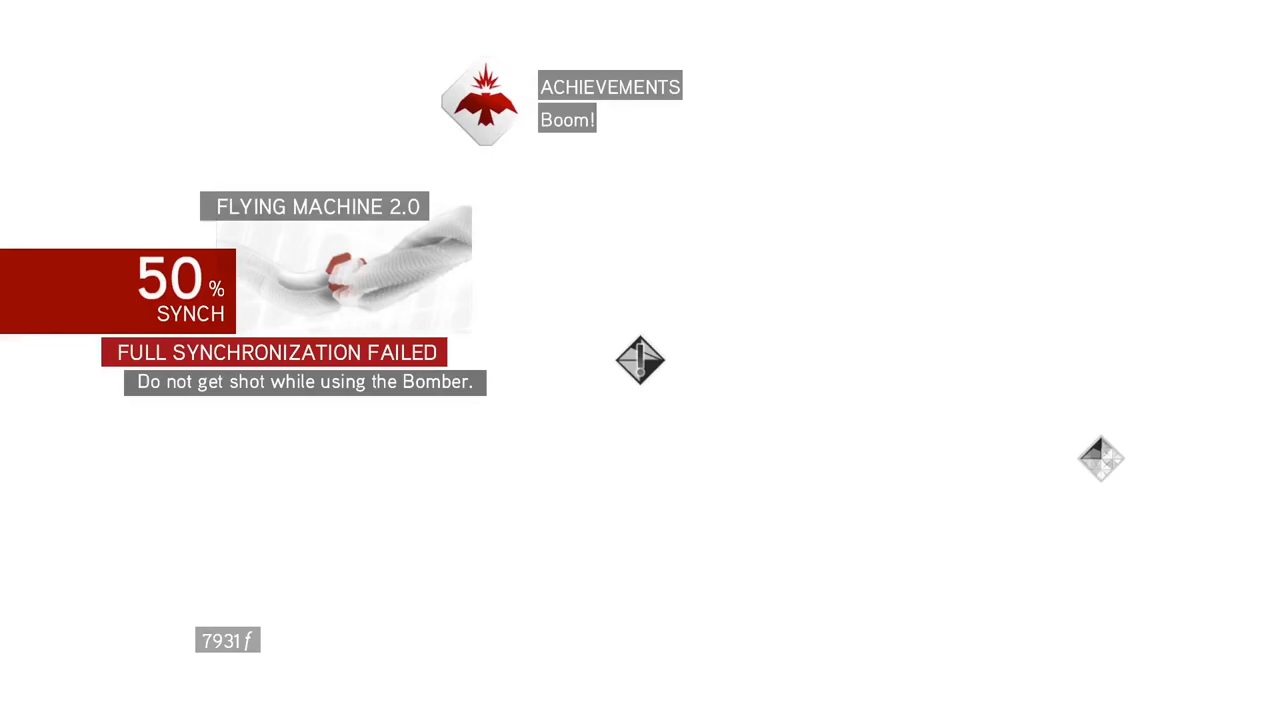 ACHIEVEMENTS
Boom!
FLYING MACHINE 2.0
50 %
SYNCH
FULL SYNCHRONIZATION FAILED
Do not get shot while using the Bomber.
7931 ƒ